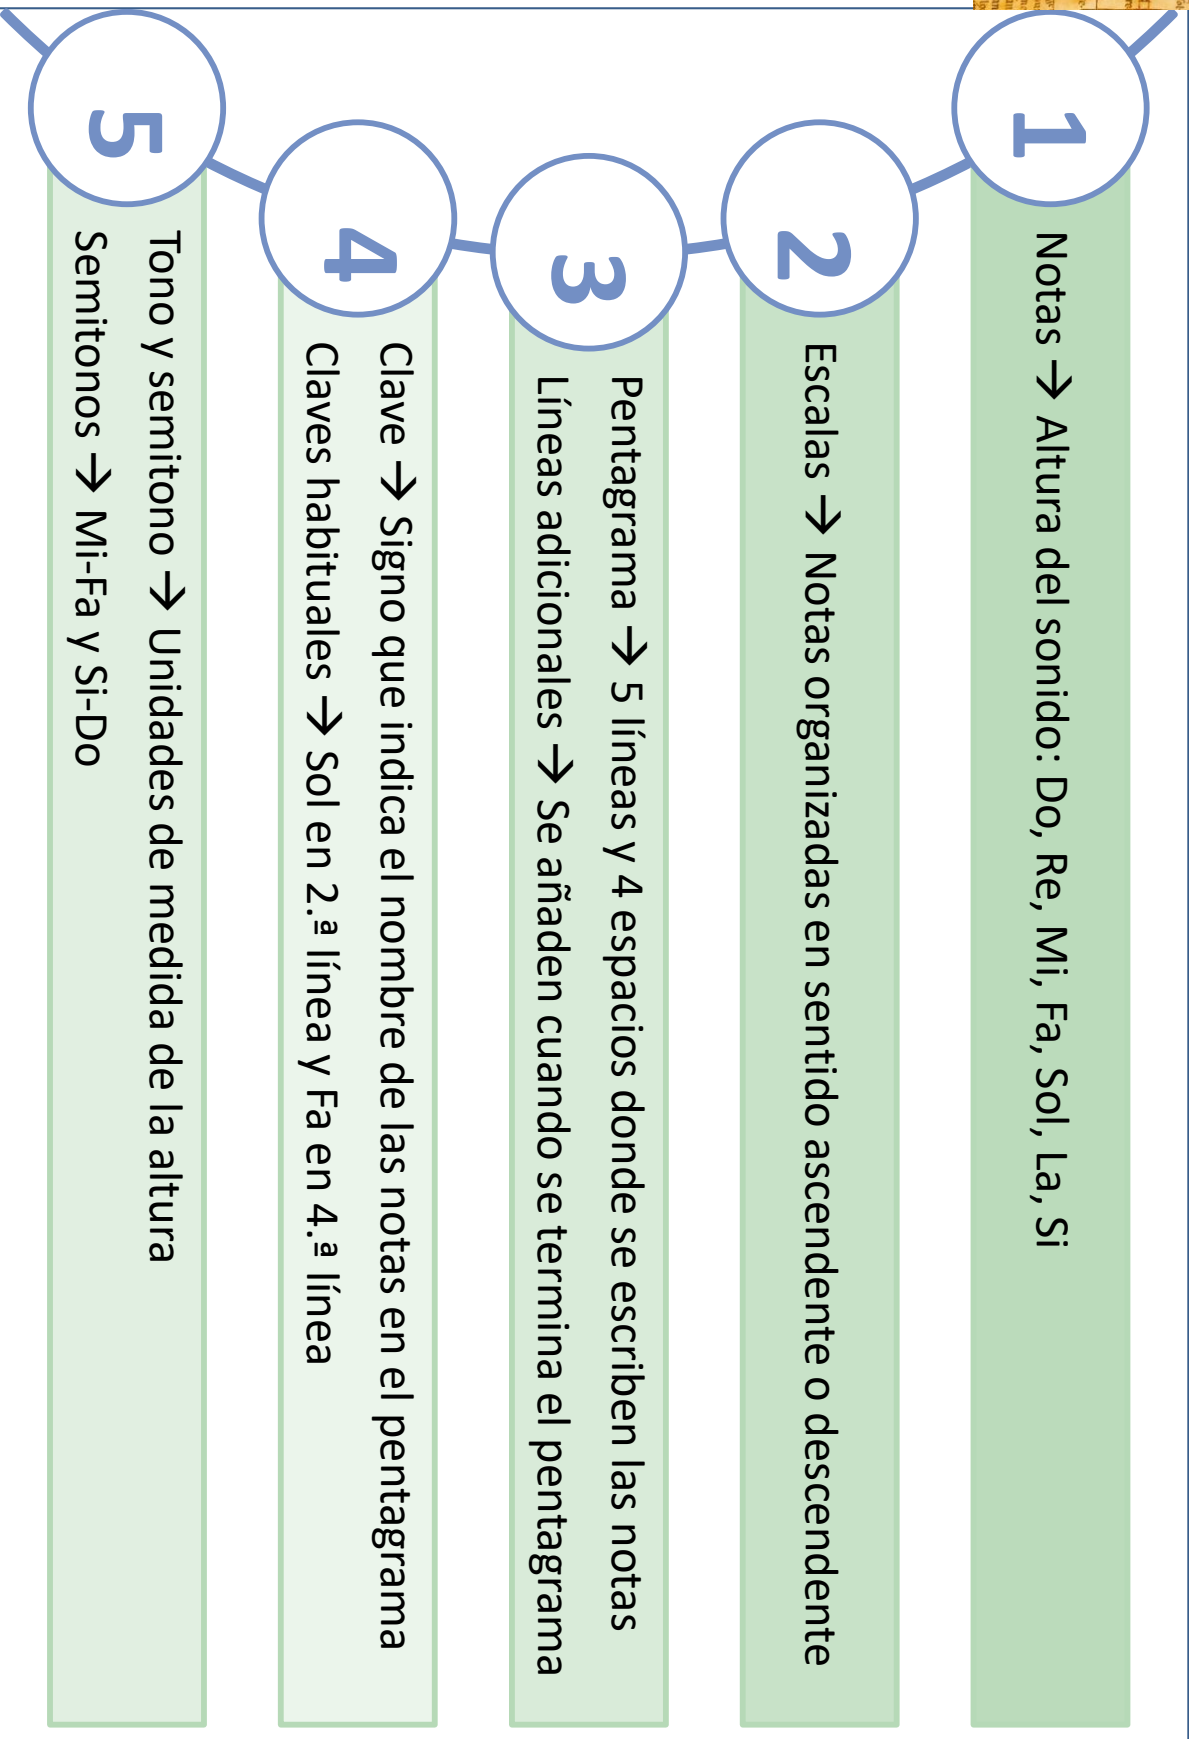 1
Notas → Altura del sonido: Do, Re, Mi, Fa, Sol, La, Si
2
Escalas → Notas organizadas en sentido ascendente o descendente
3
Pentagrama → 5 líneas y 4 espacios donde se escriben las notas
Líneas adicionales → Se añaden cuando se termina el pentagrama
4
Clave → Signo que indica el nombre de las notas en el pentagrama
Claves habituales → Sol en 2.ª línea y Fa en 4.ª línea
5
Tono y semitono → Unidades de medida de la altura
Semitonos → Mi-Fa y Si-Do